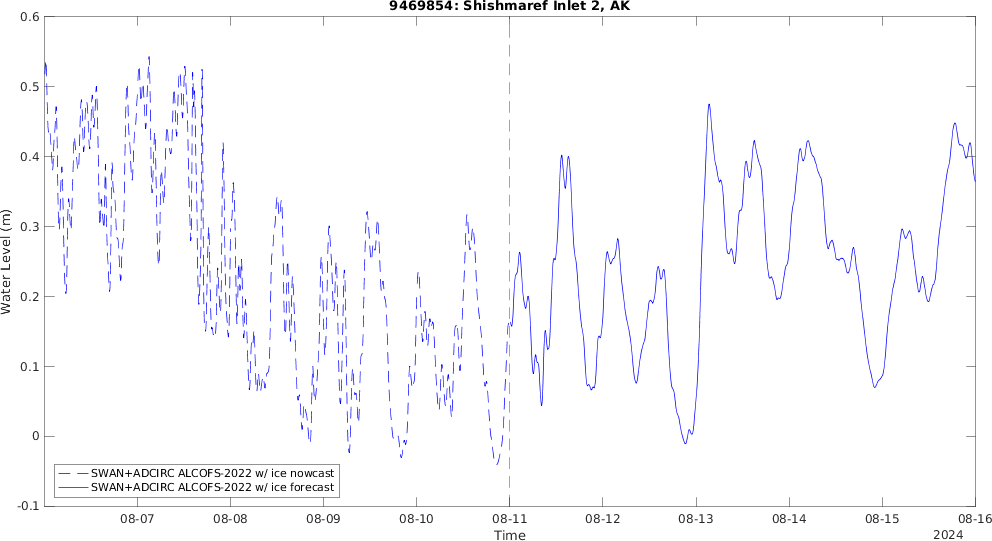 9469854: Shishmaref Inlet 2, AK
0.6
0.5
0.4
0.3
0.2
0.1
0
-0.1
Water Level (m)
SWAN+ADCIRC ALCOFS-2022 w/ ice nowcast
SWAN+ADCIRC ALCOFS-2022 w/ ice forecast
08-07 08-08 08-09 08-10 08-11 08-12 08-13 08-14 08-15 08-16
Time
2024